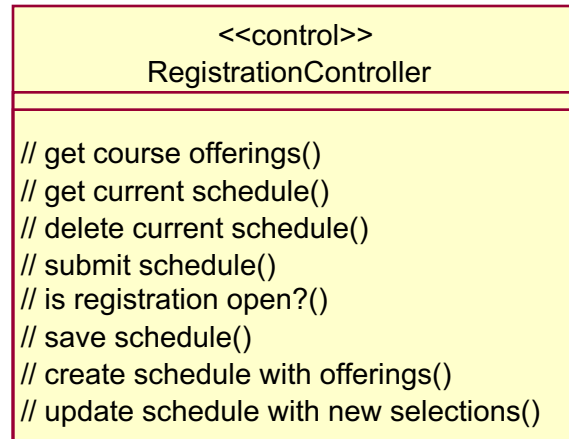 <<control>>
RegistrationController
// get course offerings()
// get current schedule()
// delete current schedule()
// submit schedule()
// is registration open?()
// save schedule()
// create schedule with offerings()
// update schedule with new selections()